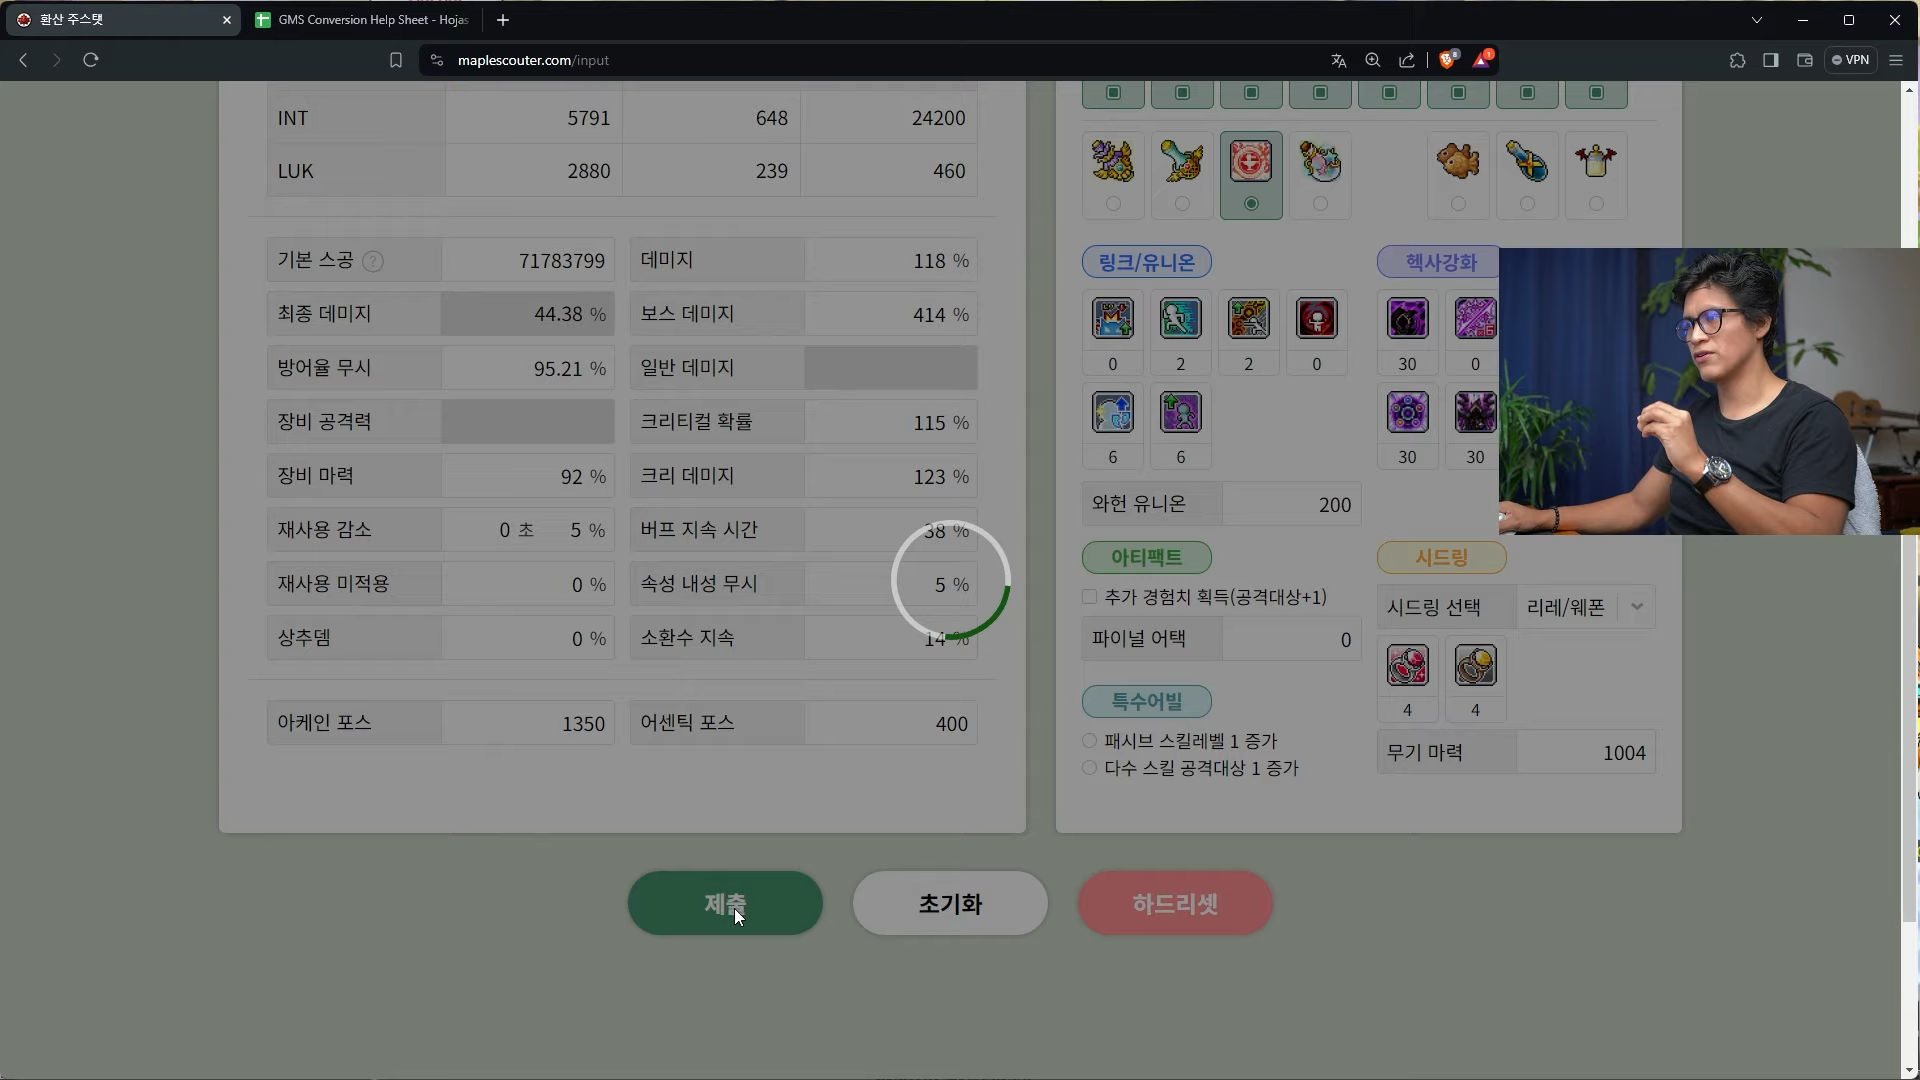 환산 주스탯
GMS Conversion Help Sheet - Hojas
maplescouter.com/input
8
1
VPN
INT 5791 648 24200
LUK 2880 239 460
기본 스공 ? 71783799 데미지 118 %
최종 데미지 44.38 % 보스 데미지 414 %
방어율 무시 95.21 % 일반 데미지
장비 공격력 크리티컬 확률 115 %
장비 마력 92 % 크리 데미지 123 %
재사용 감소 0 초 5 % 버프 지속 시간 38 %
재사용 미적용 0 % 속성 내성 무시 5 %
상추뎀 0 % 소환수 지속 14 %
아케인 포스 1350 어센틱 포스 400
링크/유니온 헥사강화
0 2 2 0 30 0
6 6 30 30
와헌 유니온 200
아티팩트 시드링
추가 경험치 획득(공격대상+1)
시드링 선택 리레/웨폰
파이널 어택 0
4 4
특수어빌
패시브 스킬레벨 1 증가
다수 스킬 공격대상 1 증가
무기 마력 1004
제출 초기화 하드리셋